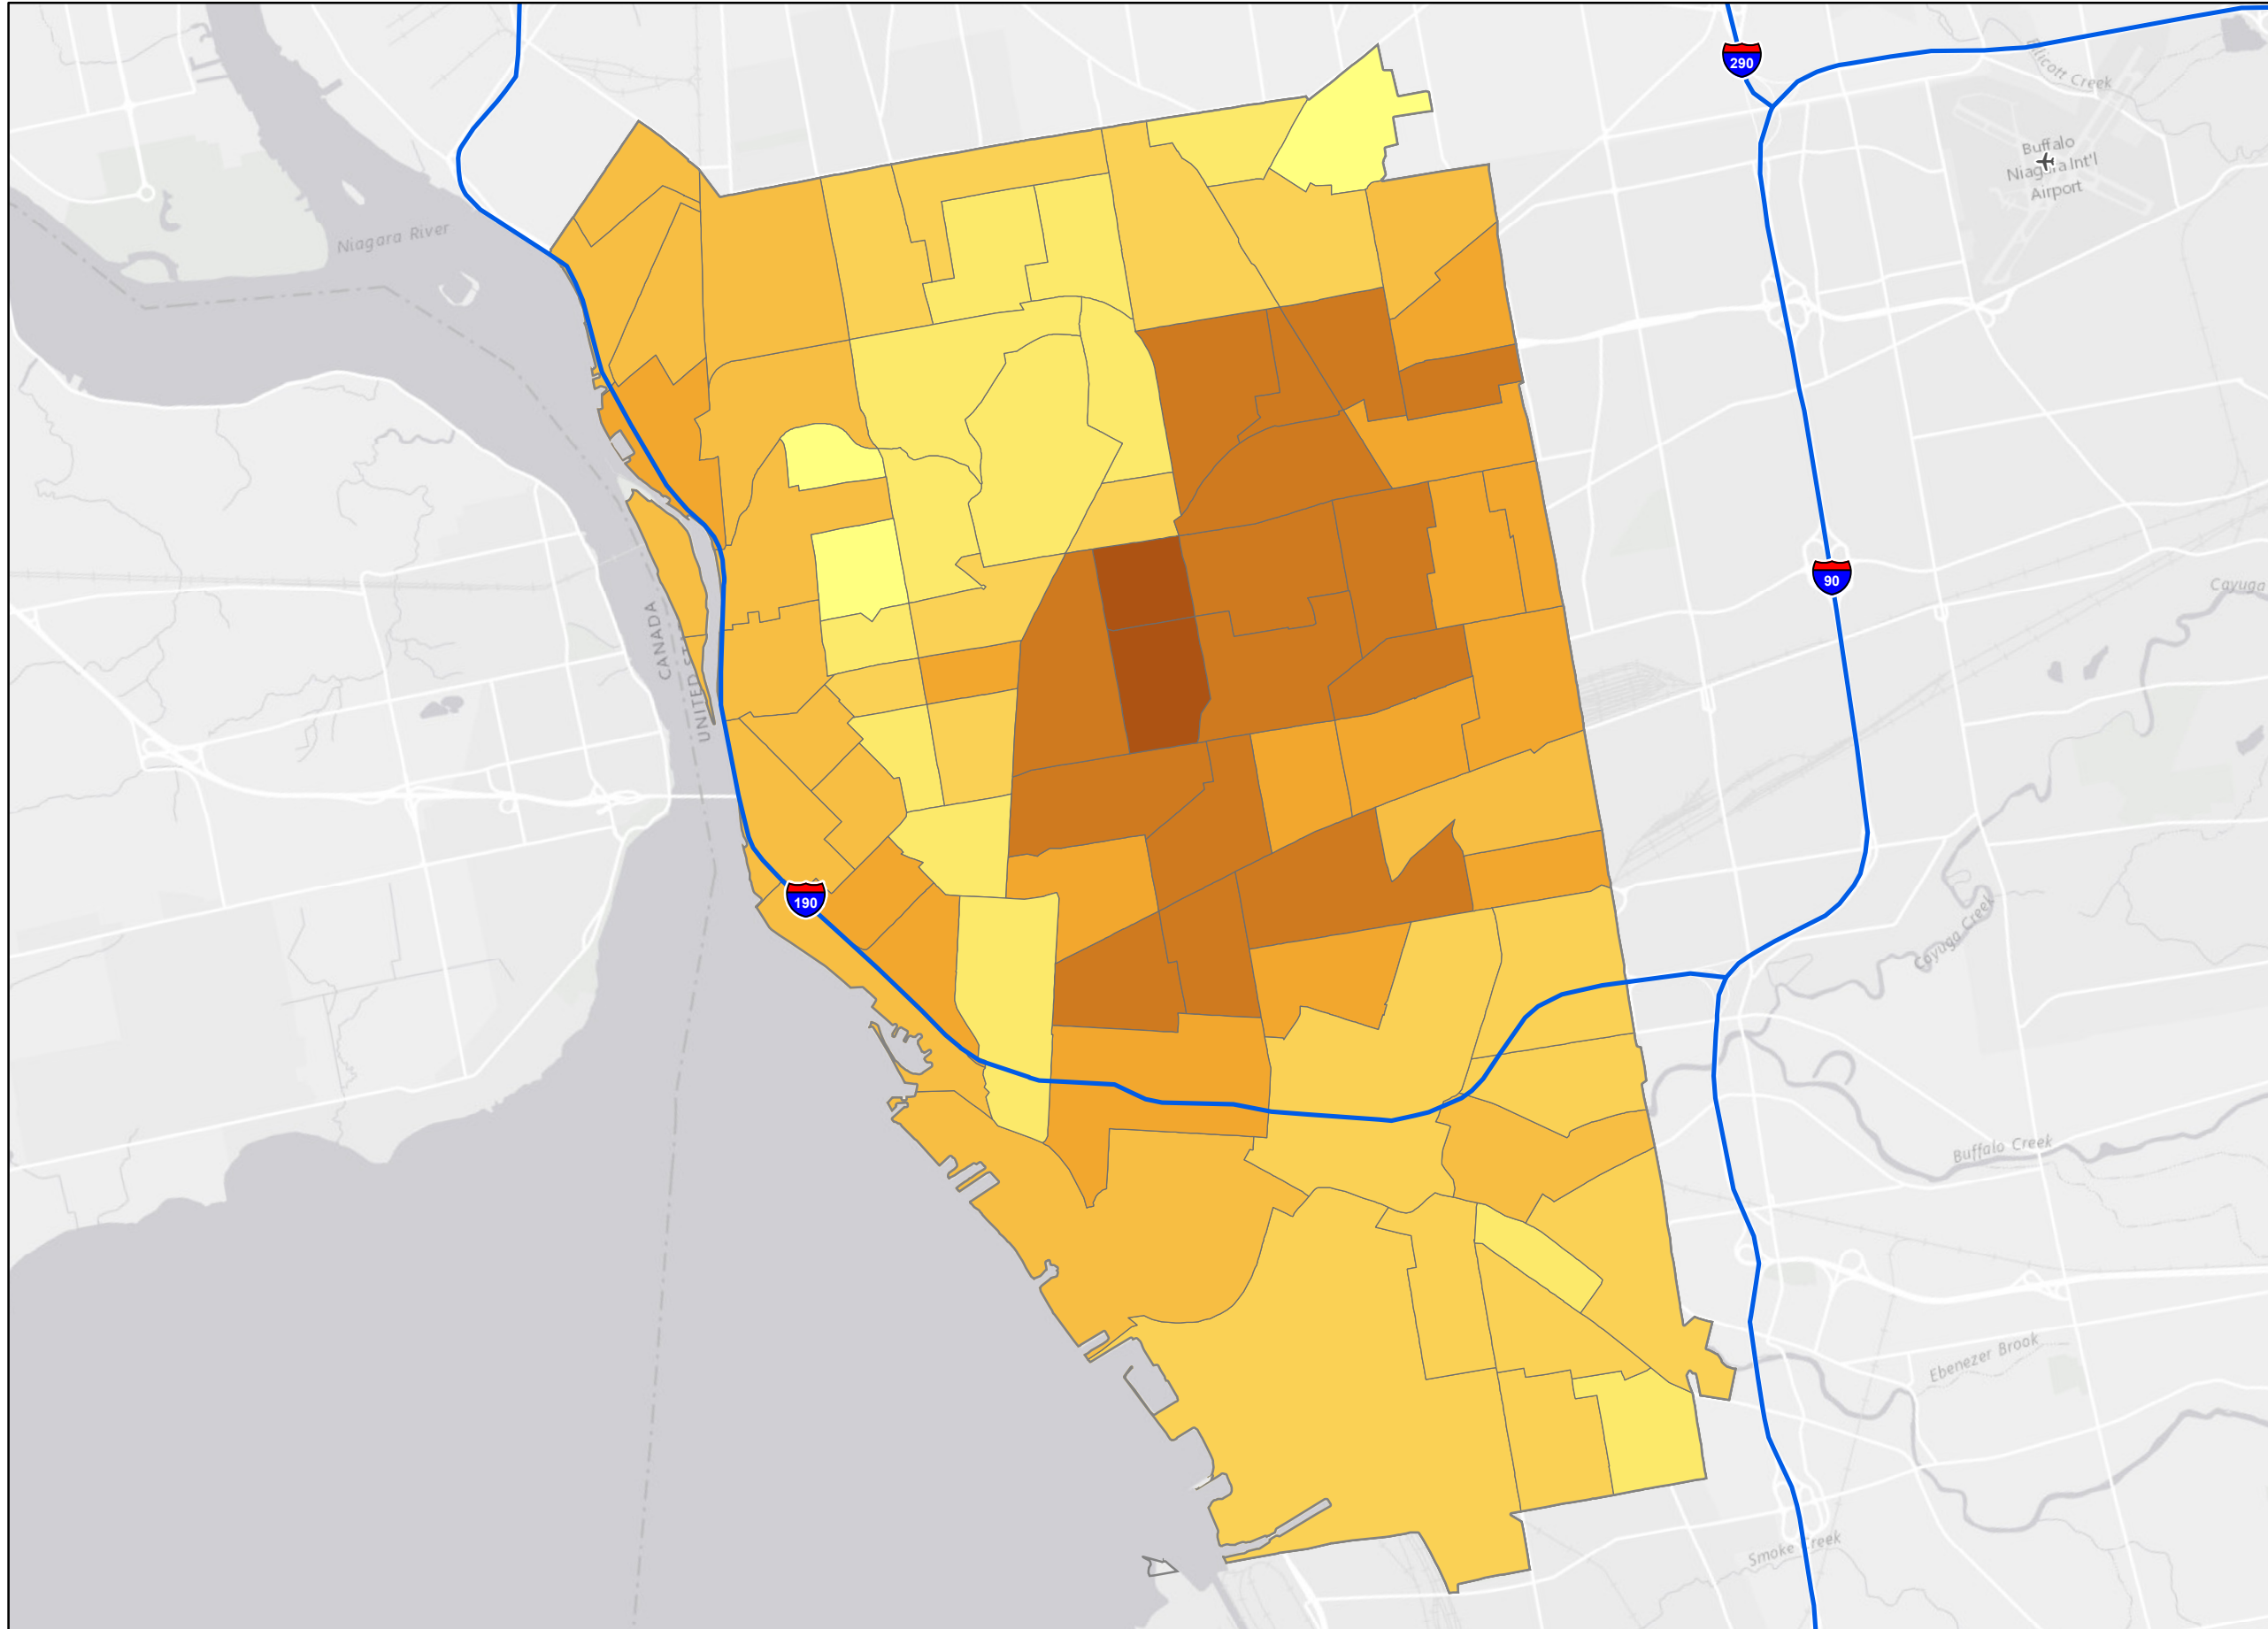 290
Ellicott Creek
Buffalo
Niagara Int'l
Airport
Niagara River
90
Cayuga
CANADA
UNITED STA
190
Cayuga Creek
Buffalo Creek
Ebenezer Brook
Smoke Creek